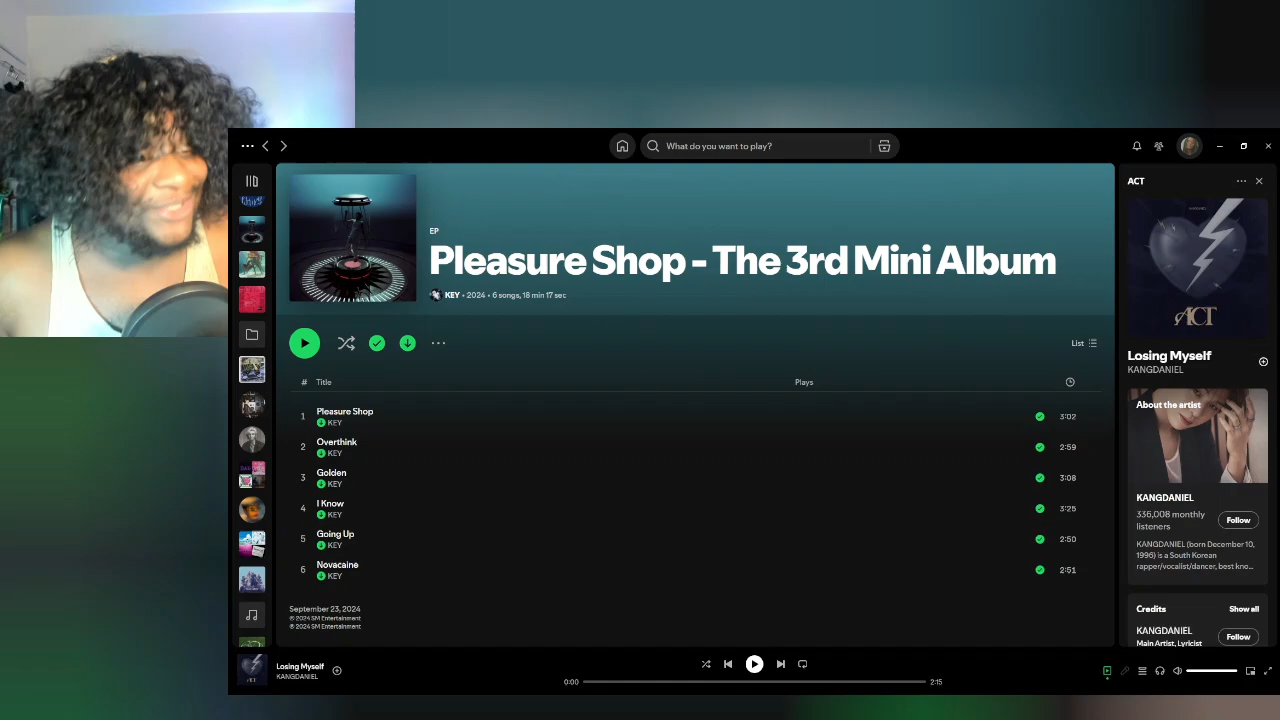 What do you want to play?
EP
Pleasure Shop - The 3rd Mini Album
KEY • 2024 • 6 songs, 18 min 17 sec
List
# Title Plays
1 Pleasure Shop 3:02
KEY
2 Overthink 2:59
KEY
3 Golden 3:08
KEY
4 I Know 3:25
KEY
5 Going Up 2:50
KEY
6 Novacaine 2:51
KEY
September 23, 2024
© 2024 SM Entertainment
℗ 2024 SM Entertainment
ACT
ACT
Losing Myself
KANGDANIEL
About the artist
KANGDANIEL
336,008 monthly
listeners
Follow
KANGDANIEL (born December 10,
1996) is a South Korean
rapper/vocalist/dancer, best kno...
Credits Show all
KANGDANIEL
Main Artist, Lyricist
Follow
Losing Myself
KANGDANIEL
0:00 2:15